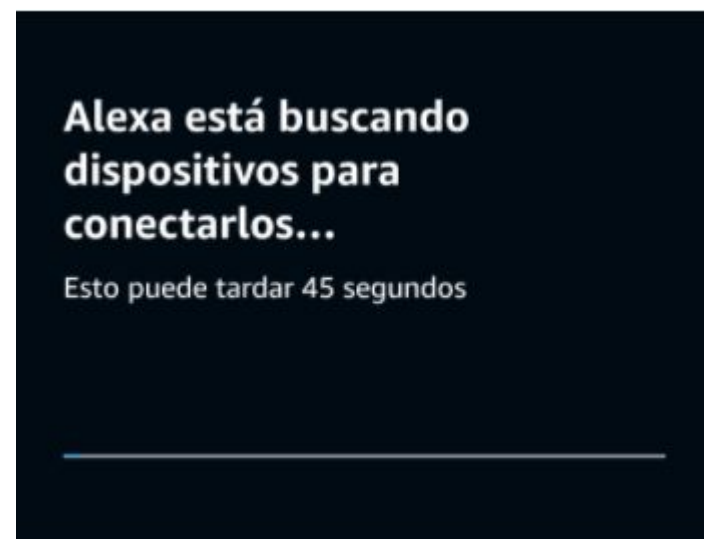 Alexa está buscando
dispositivos para
conectarlos...
Esto puede tardar 45 segundos